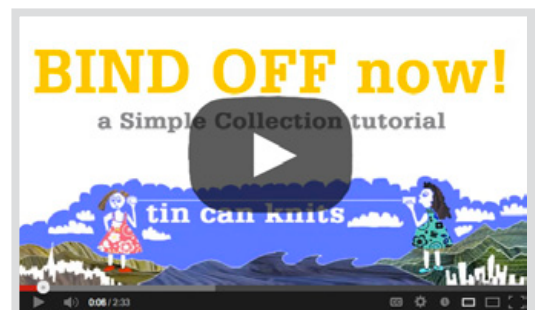 BIND OFF now!
a Simple Collection tutorial
tin can knits
0:06 / 2:33